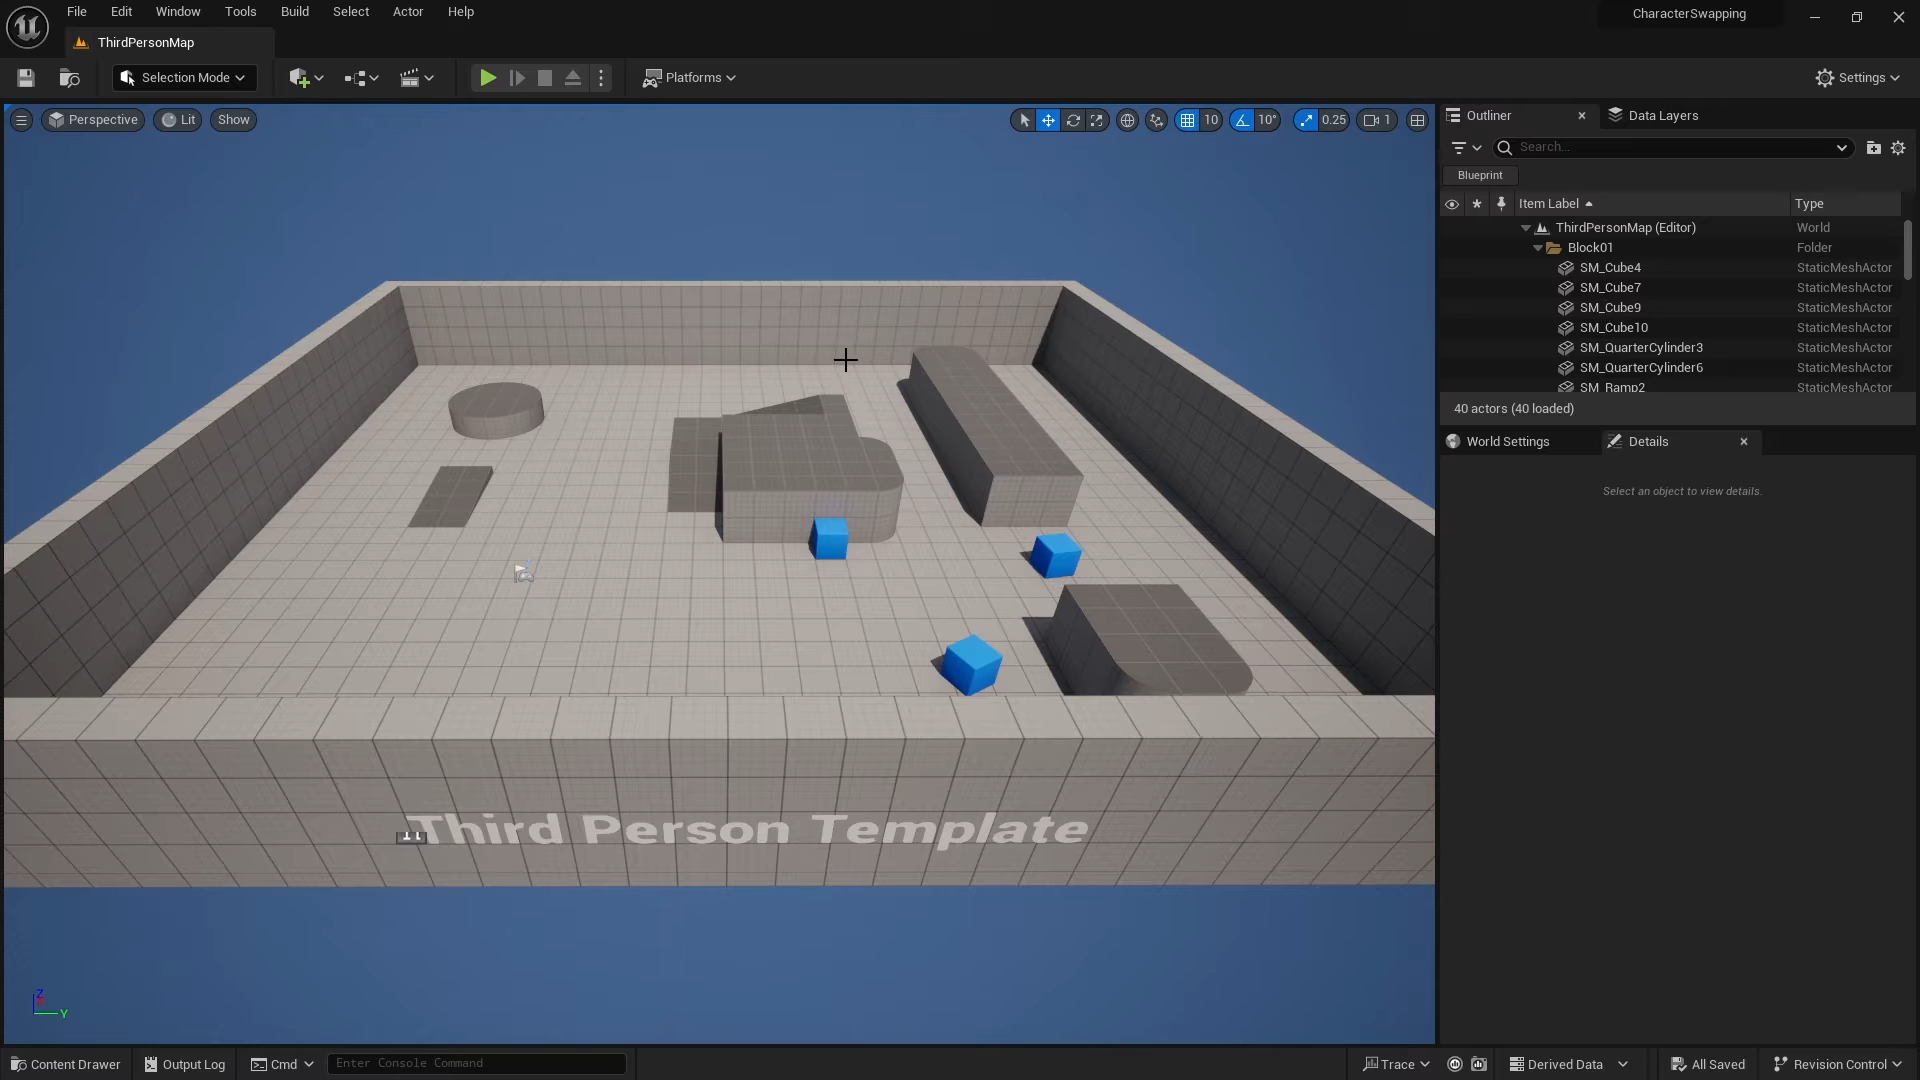 File Edit Window Tools Build Select Actor Help
CharacterSwapping
ThirdPersonMap
Selection Mode
Platforms
Settings
Perspective Lit Show
10 10° 0.25 1
Outliner Data Layers
Search...
Blueprint
Item Label Type
ThirdPersonMap (Editor) World
Block01 Folder
SM_Cube4 StaticMeshActor
SM_Cube7 StaticMeshActor
SM_Cube9 StaticMeshActor
SM_Cube10 StaticMeshActor
SM_QuarterCylinder3 StaticMeshActor
SM_QuarterCylinder6 StaticMeshActor
SM_Ramp2 StaticMeshActor
40 actors (40 loaded)
World Settings Details
Select an object to view details.
Third Person Template
Z
Y
Content Drawer Output Log Cmd Enter Console Command Trace Derived Data All Saved Revision Control